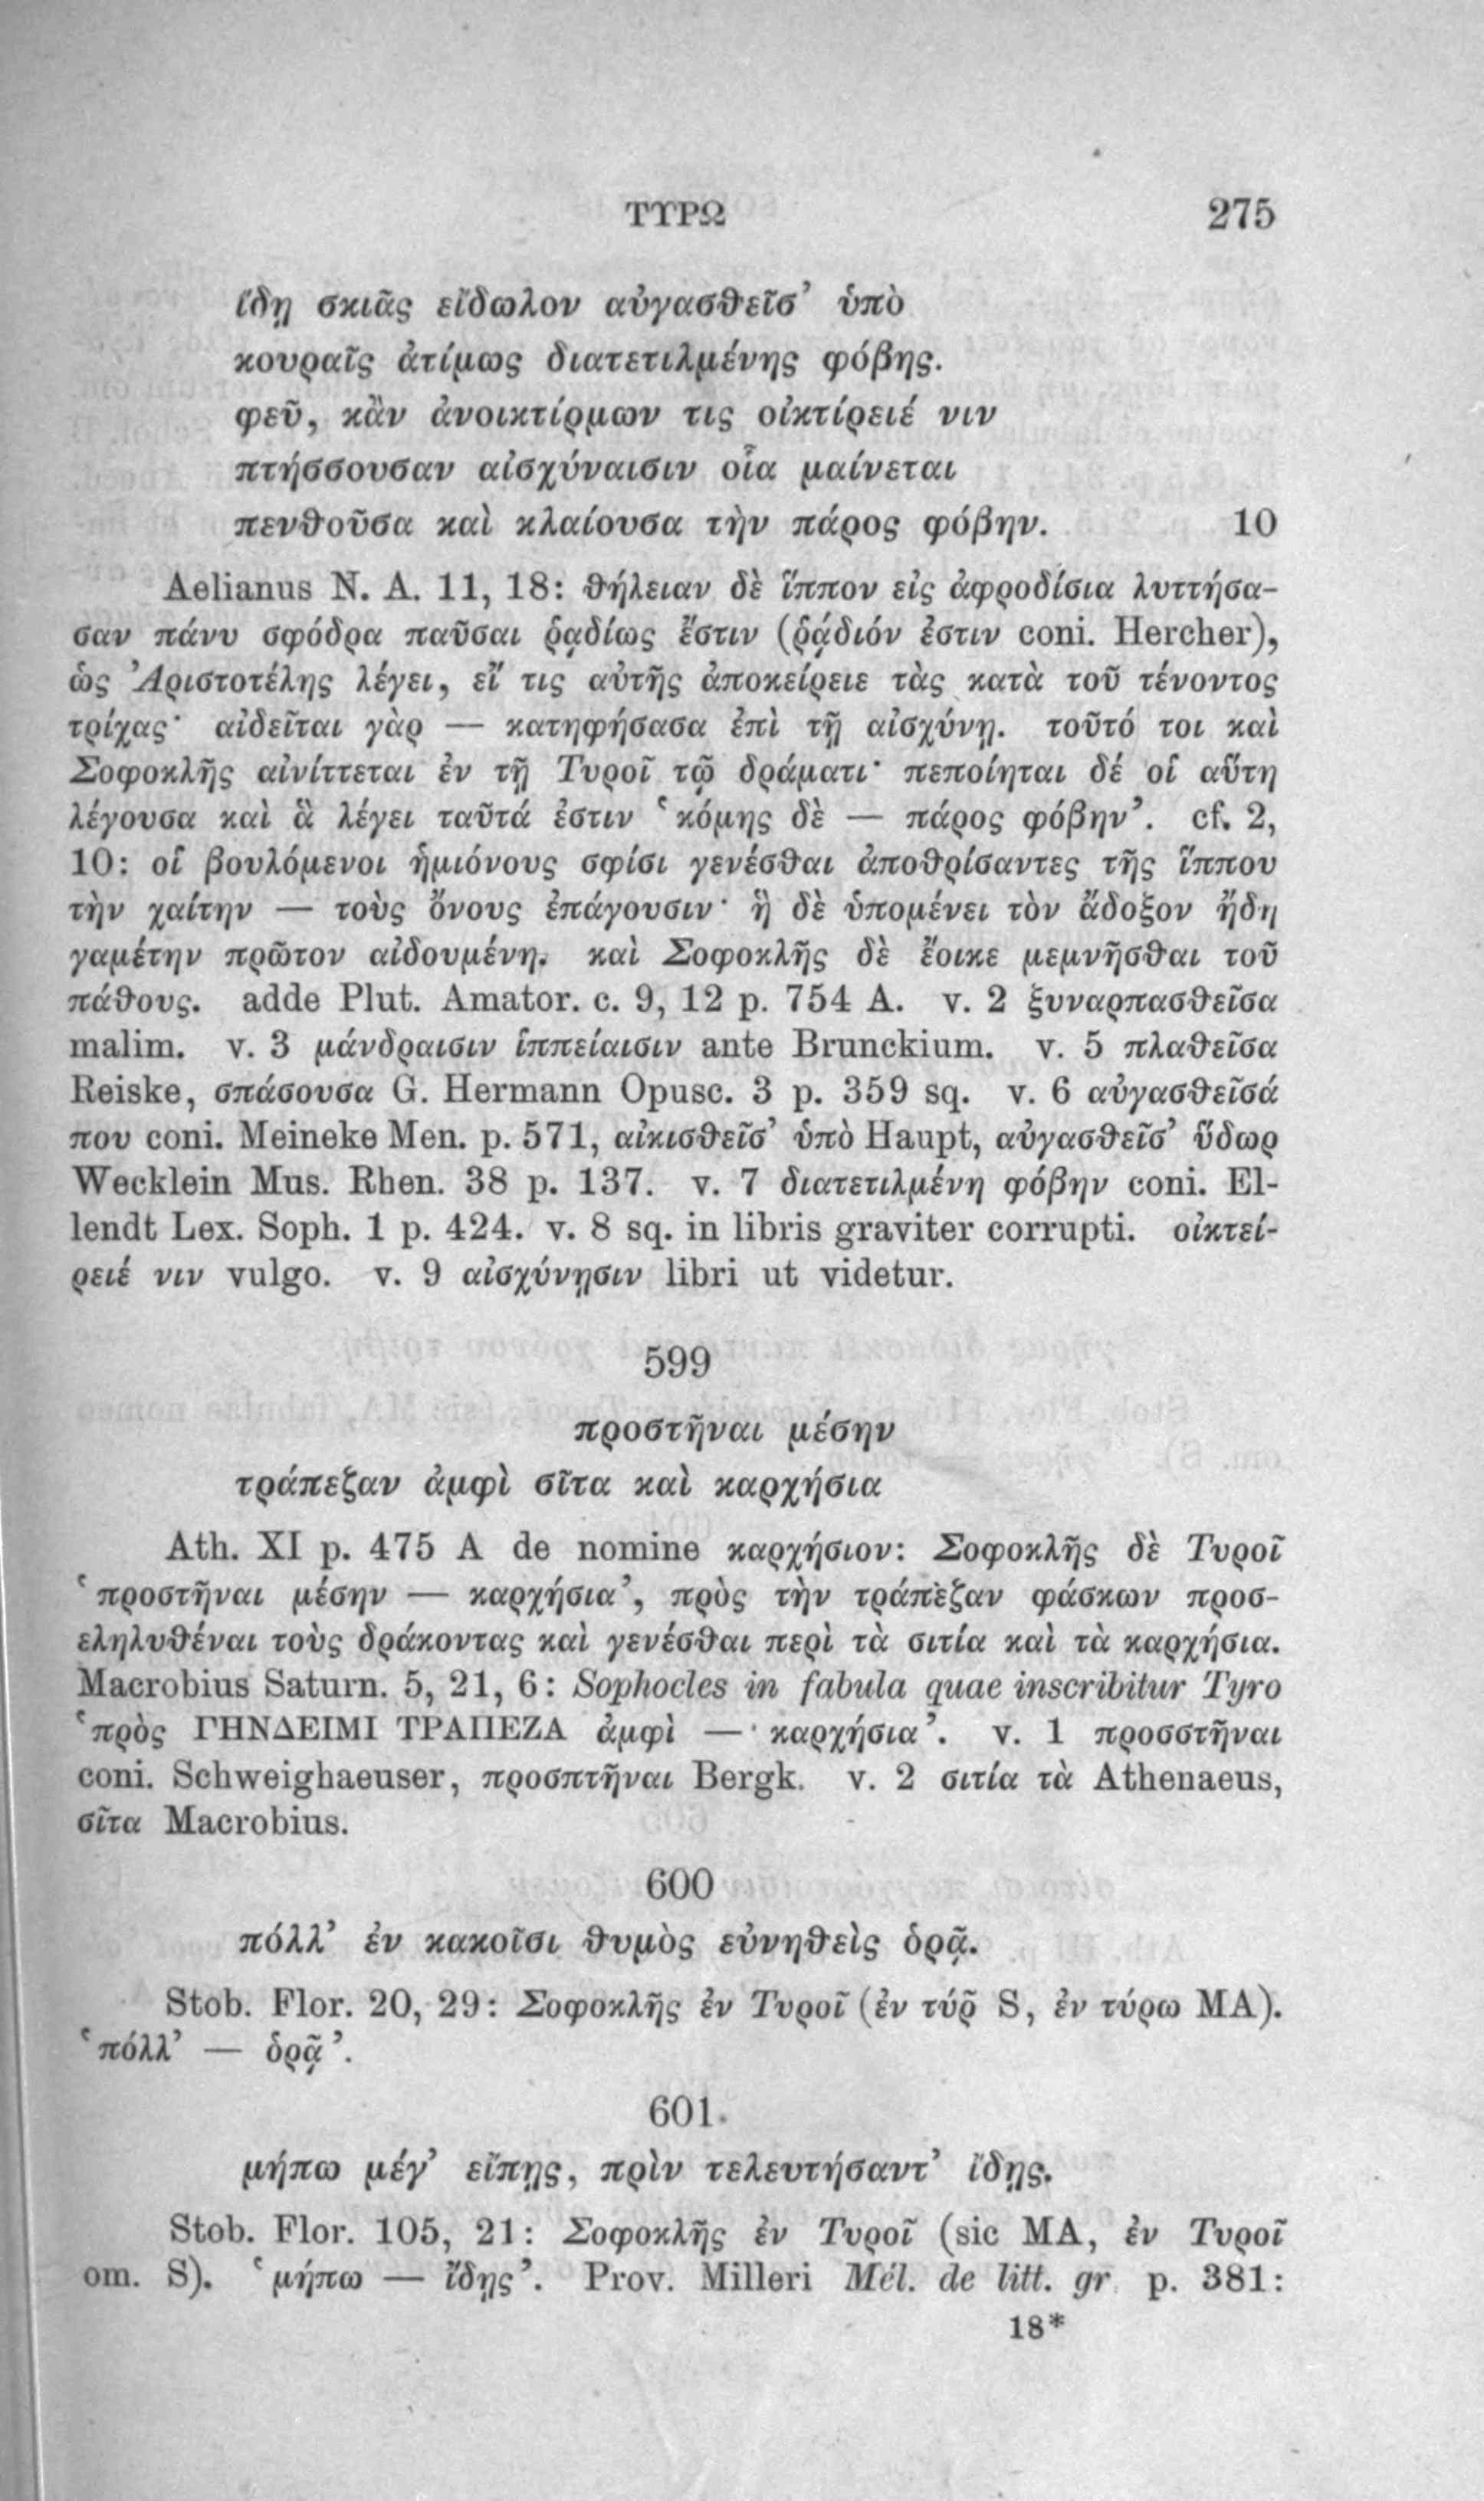 ΤΥΡΩ 275
ἴδῃ σκιᾶς εἴδωλον αὐγασθεῖσ’ ὑπὸ
κουραῖς ἀτίμως διατετιλμένης φόβης.
φεῦ, κἂν ἀνοικτίρμων τις οἰκτίρειέ νιν
πτήσσουσαν αἰσχύναισιν οἷα μαίνεται
πενθοῦσα καὶ κλαίουσα τὴν πάρος φόβην. 10
Aelianus N. A. 11, 18: θήλειαν δὲ ἵππον εἰς ἀφροδίσια λυττήσα-
σαν πάνυ σφόδρα παῦσαι ῥᾳδίως ἔστιν (ῥᾴδιόν ἐστιν coni. Hercher),
ὡς Ἀριστοτέλης λέγει, εἴ τις αὐτῆς ἀποκείρειε τὰς κατὰ τοῦ τένοντος
τρίχας· αἰδεῖται γὰρ — κατηφήσασα ἐπὶ τῇ αἰσχύνῃ. τοῦτό τοι καὶ
Σοφοκλῆς αἰνίττεται ἐν τῇ Τυροῖ τῷ δράματι· πεποίηται δέ οἱ αὕτη
λέγουσα καὶ ἃ λέγει ταῦτά ἐστιν ‘κόμης δὲ — πάρος φόβην’. cf. 2,
10: οἱ βουλόμενοι ἡμιόνους σφίσι γενέσθαι ἀποθρίσαντες τῆς ἵππου
τὴν χαίτην — τοὺς ὄνους ἐπάγουσιν· ἣ δὲ ὑπομένει τὸν ἄδοξον ἤδη
γαμέτην πρῶτον αἰδουμένη. καὶ Σοφοκλῆς δὲ ἔοικε μεμνῆσθαι τοῦ
πάθους. adde Plut. Amator. c. 9, 12 p. 754 A. v. 2 ξυναρπασθεῖσα
malim. v. 3 μάνδραισιν ἱππείαισιν ante Brunckium. v. 5 πλαθεῖσα
Reiske, σπάσουσα G. Hermann Opusc. 3 p. 359 sq. v. 6 αὐγασθεῖσά
που coni. Meineke Men. p. 571, αἰκισθεῖσ’ ὑπὸ Haupt, αὐγασθεῖσ’ ὕδωρ
Wecklein Mus. Rhen. 38 p. 137. v. 7 διατετιλμένη φόβην coni. El-
lendt Lex. Soph. 1 p. 424. v. 8 sq. in libris graviter corrupti. οἰκτεί-
ρειέ νιν vulgo. v. 9 αἰσχύνῃσιν libri ut videtur.
599
προστῆναι μέσην
τράπεζαν ἀμφὶ σῖτα καὶ καρχήσια
Ath. XI p. 475 A de nomine καρχήσιον: Σοφοκλῆς δὲ Τυροῖ
‘προστῆναι μέσην — καρχήσια’, πρὸς τὴν τράπεζαν φάσκων προσ-
εληλυθέναι τοὺς δράκοντας καὶ γενέσθαι περὶ τὰ σιτία καὶ τὰ καρχήσια.
Macrobius Saturn. 5, 21, 6: Sophocles in fabula quae inscribitur Tyro
‘πρὸς ΓΗΝΔΕΙΜΙ ΤΡΑΠΕΖΑ ἀμφὶ — καρχήσια’. v. 1 προσστῆναι
coni. Schweighaeuser, προσπτῆναι Bergk. v. 2 σιτία τὰ Athenaeus,
σῖτα Macrobius.
600
πόλλ’ ἐν κακοῖσι θυμὸς εὐνηθεὶς ὁρᾷ.
Stob. Flor. 20, 29: Σοφοκλῆς ἐν Τυροῖ (ἐν τύρῶ S, ἐν τύρω MA).
‘πόλλ’ — ὁρᾷ’.
601
μήπω μέγ’ εἴπῃς, πρὶν τελευτήσαντ’ ἴδῃς.
Stob. Flor. 105, 21: Σοφοκλῆς ἐν Τυροῖ (sic MA, ἐν Τυροῖ
om. S). ‘μήπω — ἴδῃς’. Prov. Milleri Mél. de litt. gr. p. 381:
18*